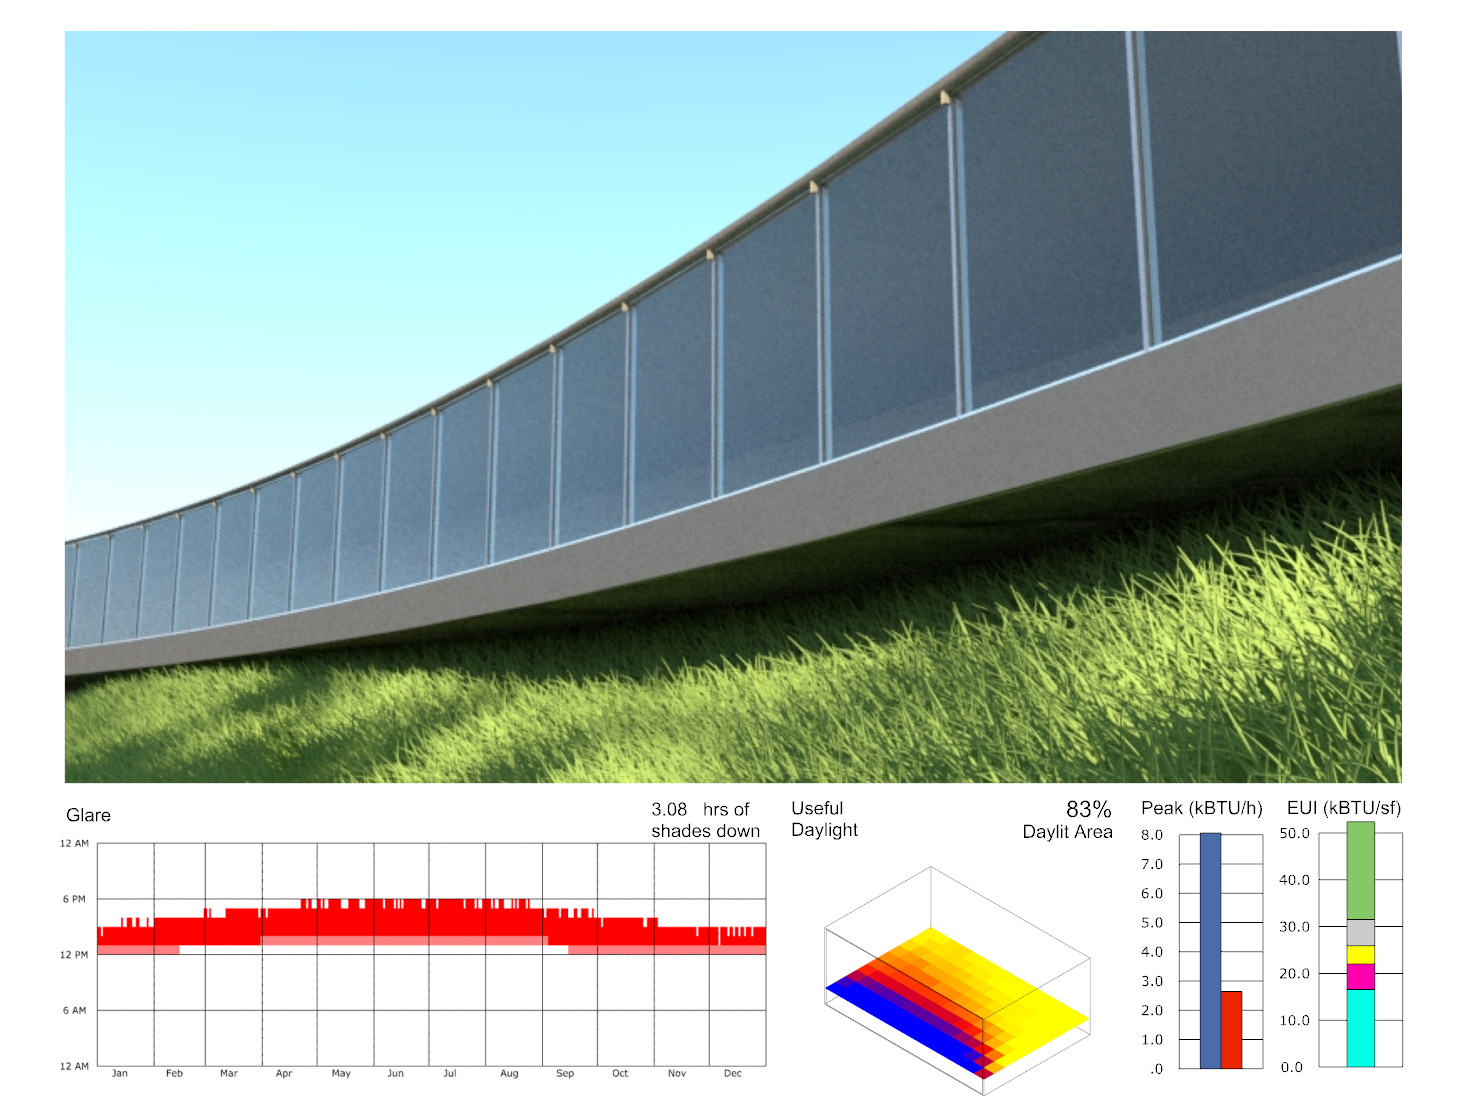 Glare
3.08 hrs of
shades down
12 AM
6 PM
12 PM
6 AM
12 AM
Jan Feb Mar Apr May Jun Jul Aug Sep Oct Nov Dec
Useful
Daylight
83%
Daylit Area
Peak (kBTU/h)
8.0
7.0
6.0
5.0
4.0
3.0
2.0
1.0
.0
EUI (kBTU/sf)
50.0
40.0
30.0
20.0
10.0
0.0